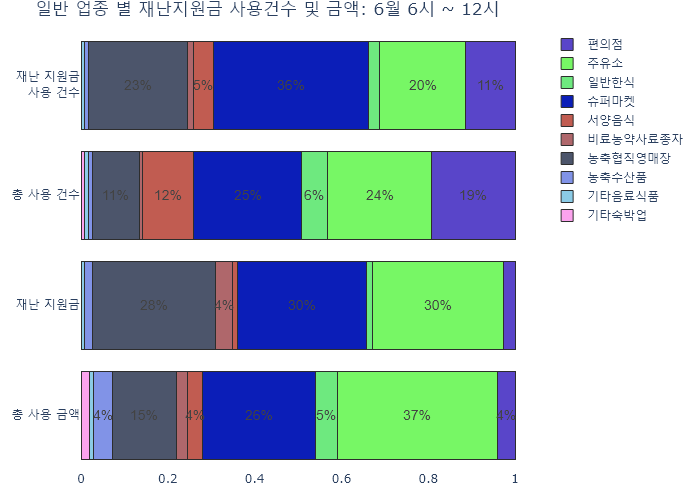 일반 업종 별 재난지원금 사용건수 및 금액: 6월 6시 ~ 12시
재난 지원금
사용 건수
23%
5%
36%
20%
11%
총 사용 건수
11%
12%
25%
6%
24%
19%
재난 지원금
28%
4%
30%
30%
총 사용 금액
4%
15%
4%
26%
5%
37%
4%
0
0.2
0.4
0.6
0.8
1
편의점
주유소
일반한식
슈퍼마켓
서양음식
비료농약사료종자
농축협직영매장
농축수산품
기타음료식품
기타숙박업